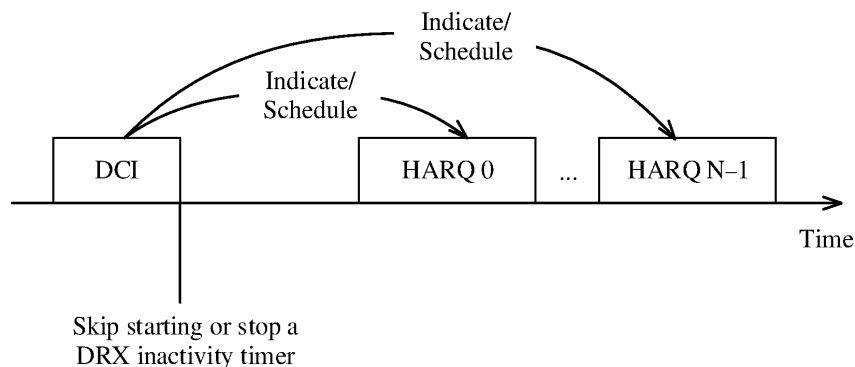 Indicate/
Schedule
Indicate/
Schedule
DCI
HARQ 0
...
HARQ N–1
Time
Skip starting or stop a
DRX inactivity timer